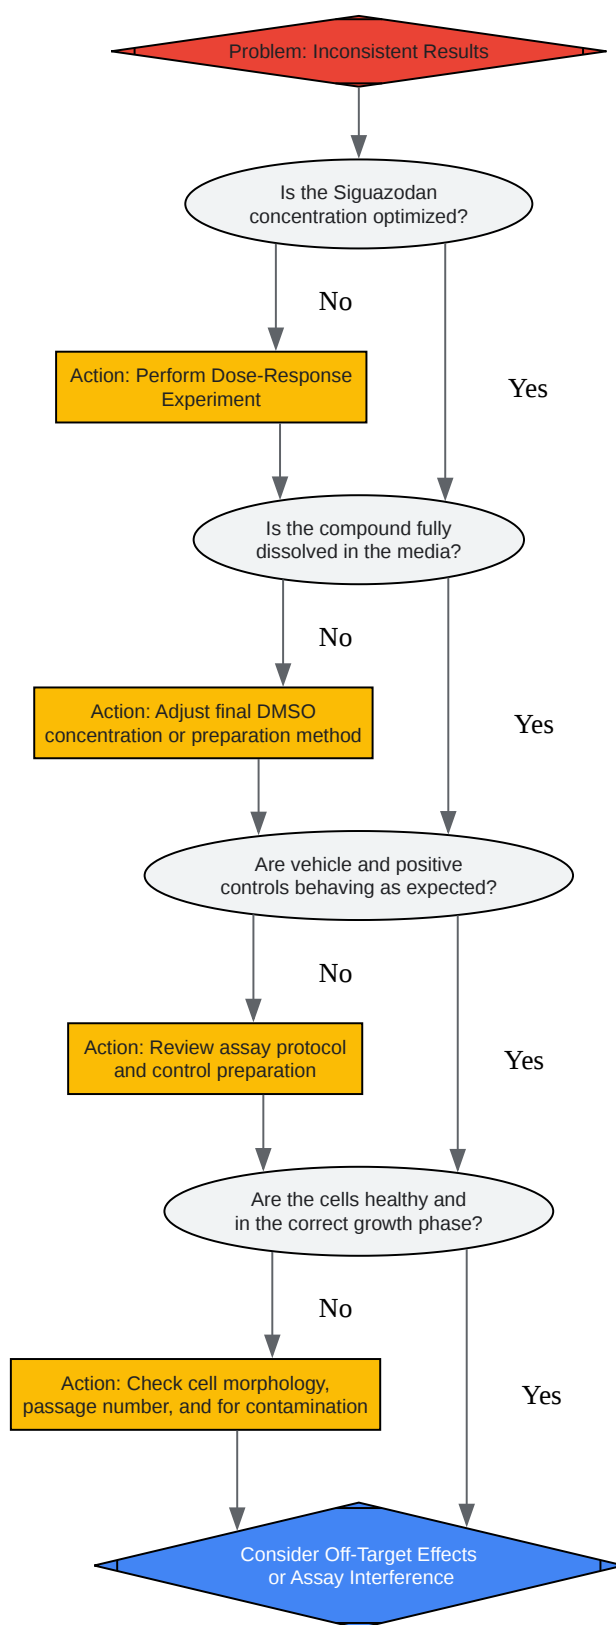 Problem: Inconsistent Results
Is the Siguazodan
concentration optimized?
No
Action: Perform Dose-Response
Experiment
Yes
Is the compound fully
dissolved in the media?
No
Action: Adjust final DMSO
concentration or preparation method
Yes
Are vehicle and positive
controls behaving as expected?
No
Action: Review assay protocol
and control preparation
Yes
Are the cells healthy and
in the correct growth phase?
No
Action: Check cell morphology,
passage number, and for contamination
Yes
Consider Off-Target Effects
or Assay Interference